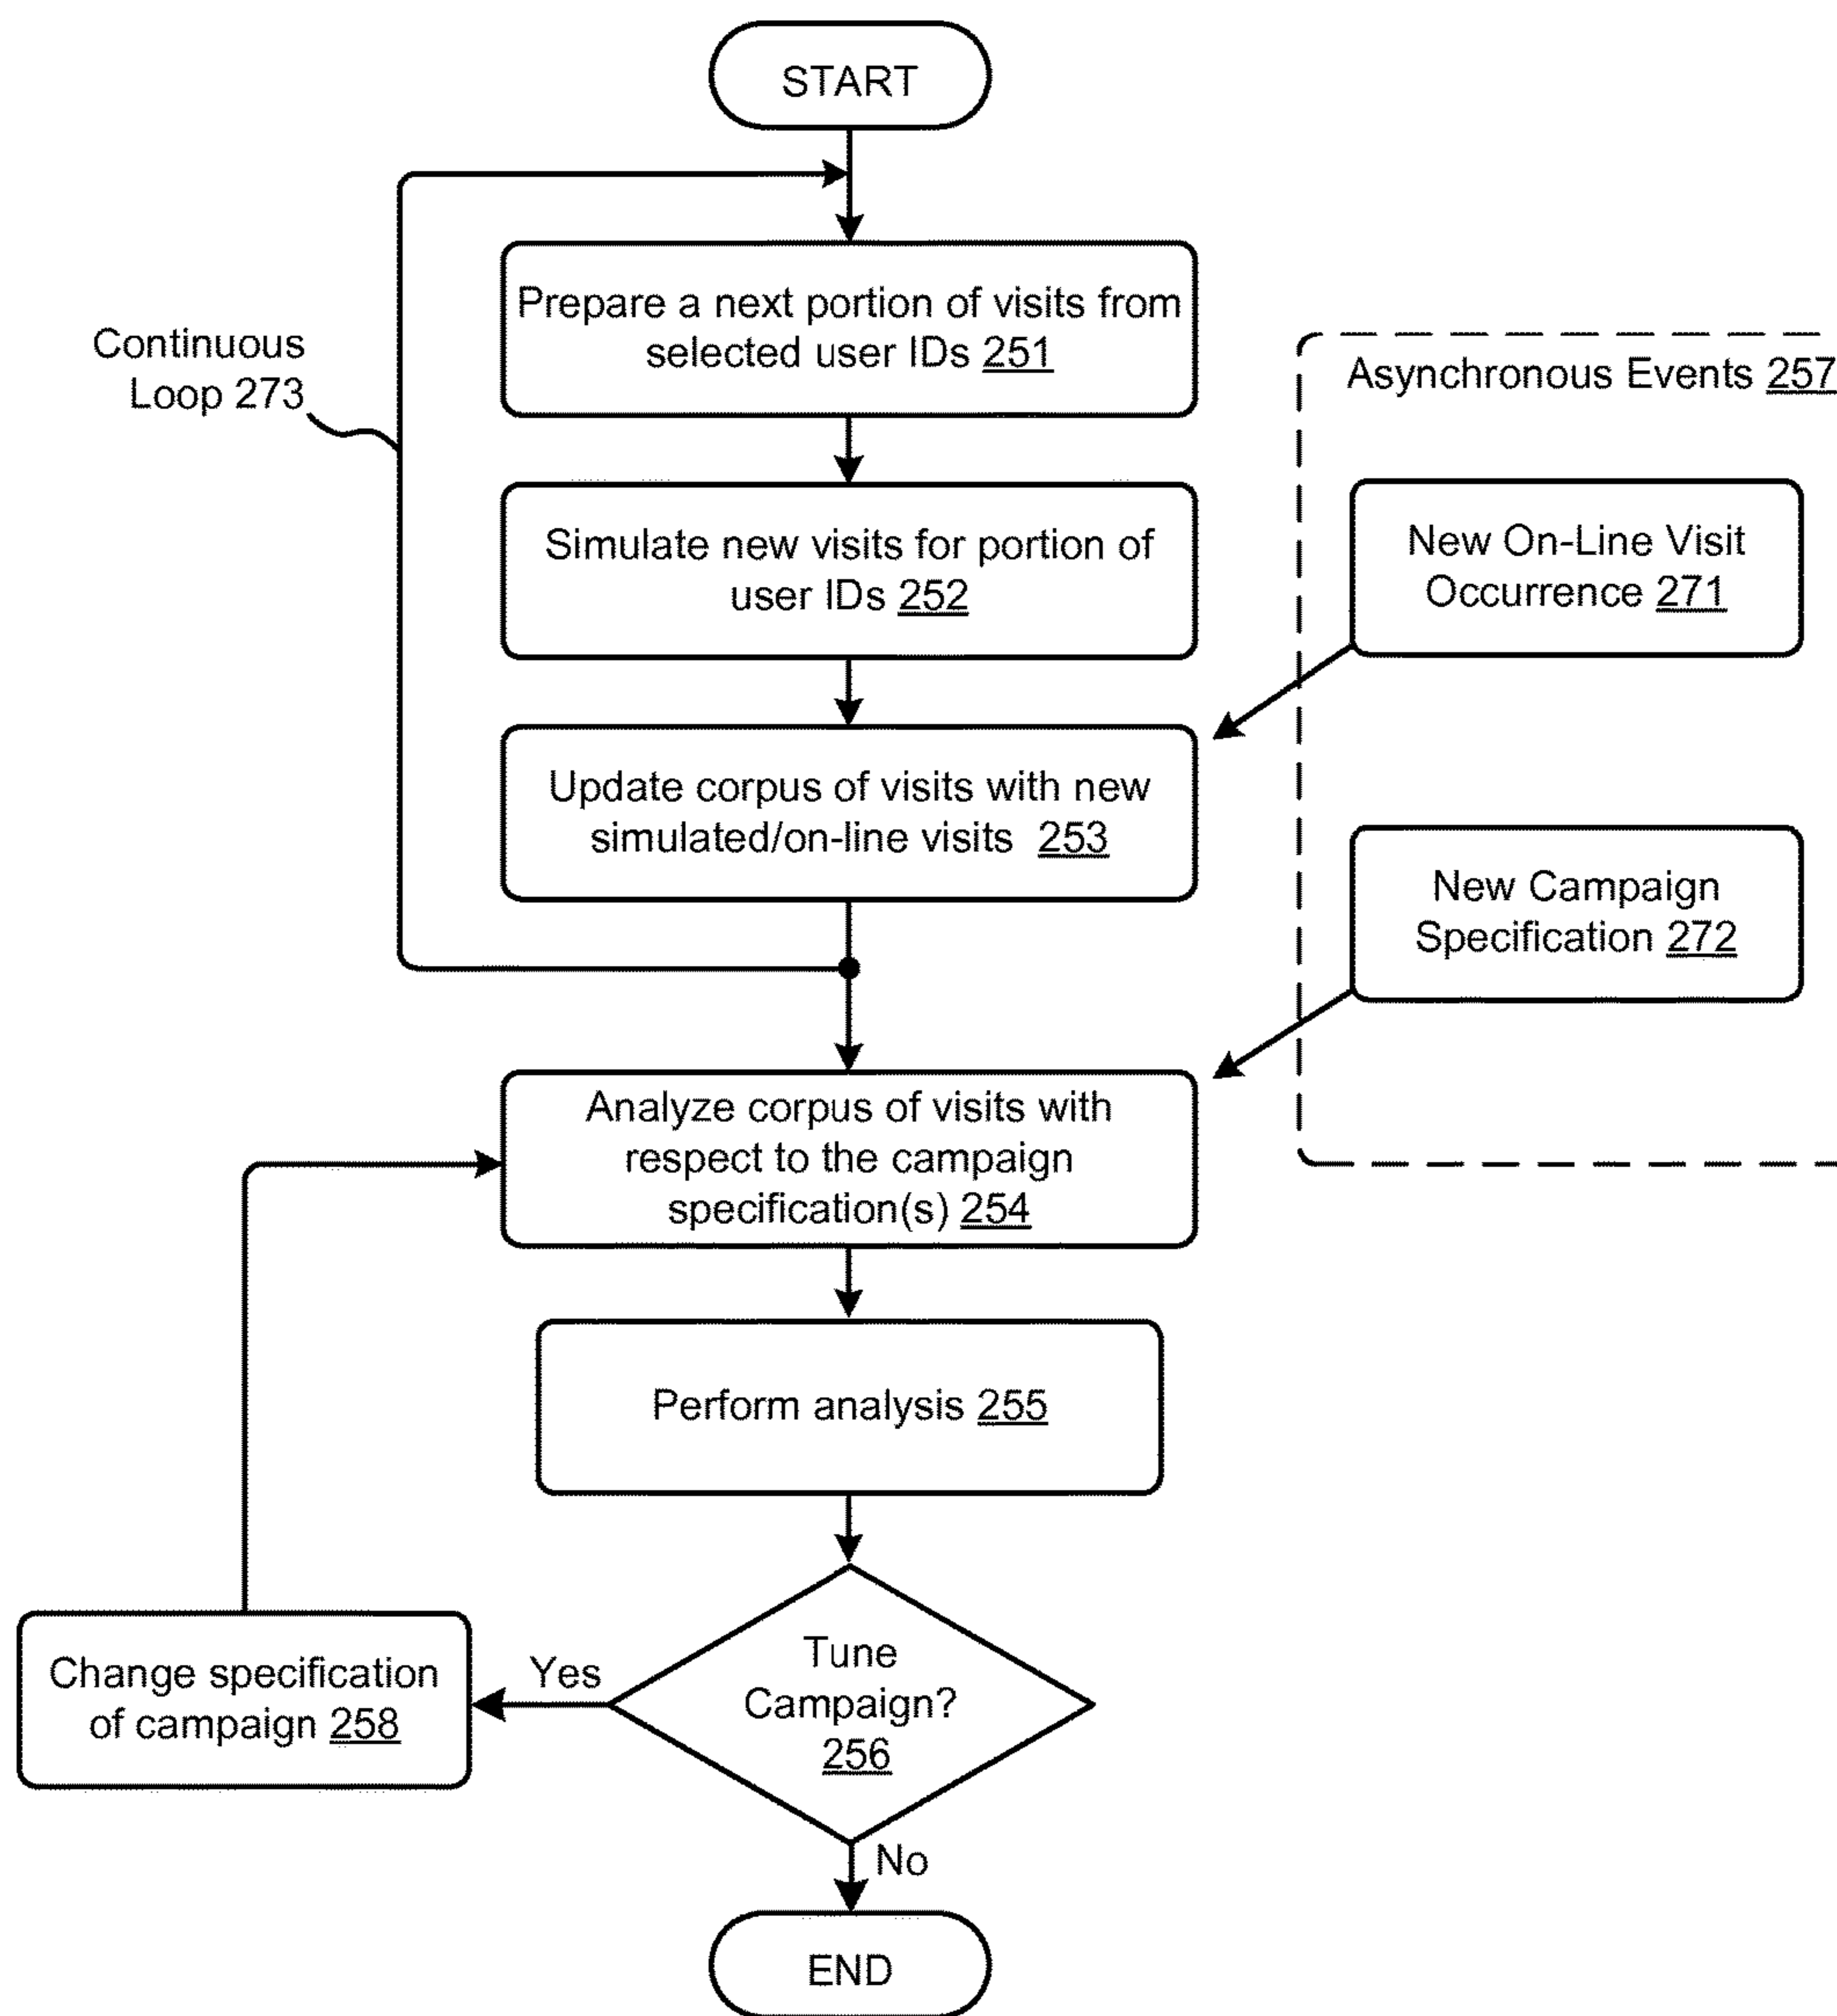 START
Prepare a next portion of visits from
selected user IDs 251
Continuous
Loop 273
Asynchronous Events 257
Simulate new visits for portion of
user IDs 252
New On-Line Visit
Occurrence 271
Update corpus of visits with new
simulated/on-line visits 253
New Campaign
Specification 272
Analyze corpus of visits with
respect to the campaign
specification(s) 254
Perform analysis 255
Tune
Campaign?
256
Yes
Change specification
of campaign 258
No
END